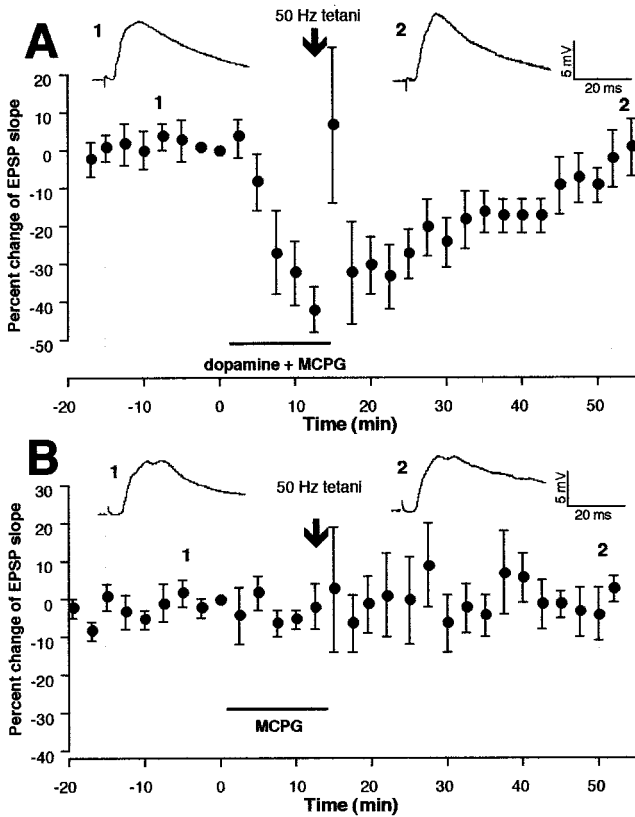 A
50 Hz tetani
1
2
5 mV
20 ms
1
2
Percent change of EPSP slope
20
10
0
-10
-20
-30
-40
-50
dopamine + MCPG
-20 -10 0 10 20 30 40 50
Time (min)
B
1
50 Hz tetani
2
5 mV
20 ms
1
2
Percent change of EPSP slope
30
20
10
0
-10
-20
-30
-40
MCPG
-20 -10 0 10 20 30 40 50
Time (min)